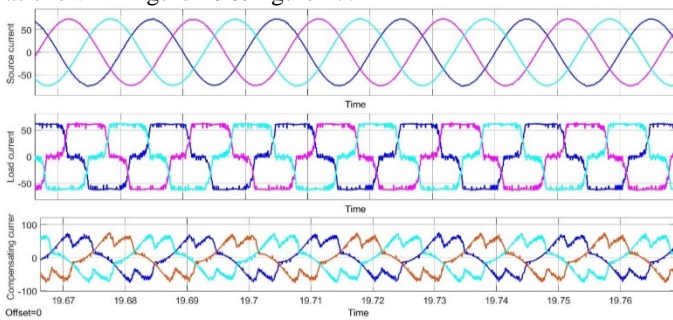 50
0
-50
Source current
Time
50
0
-50
Load current
Time
100
0
-100
Compensating currer
19.67 19.68 19.69 19.7 19.71 19.72 19.73 19.74 19.75 19.76
Offset=0 Time